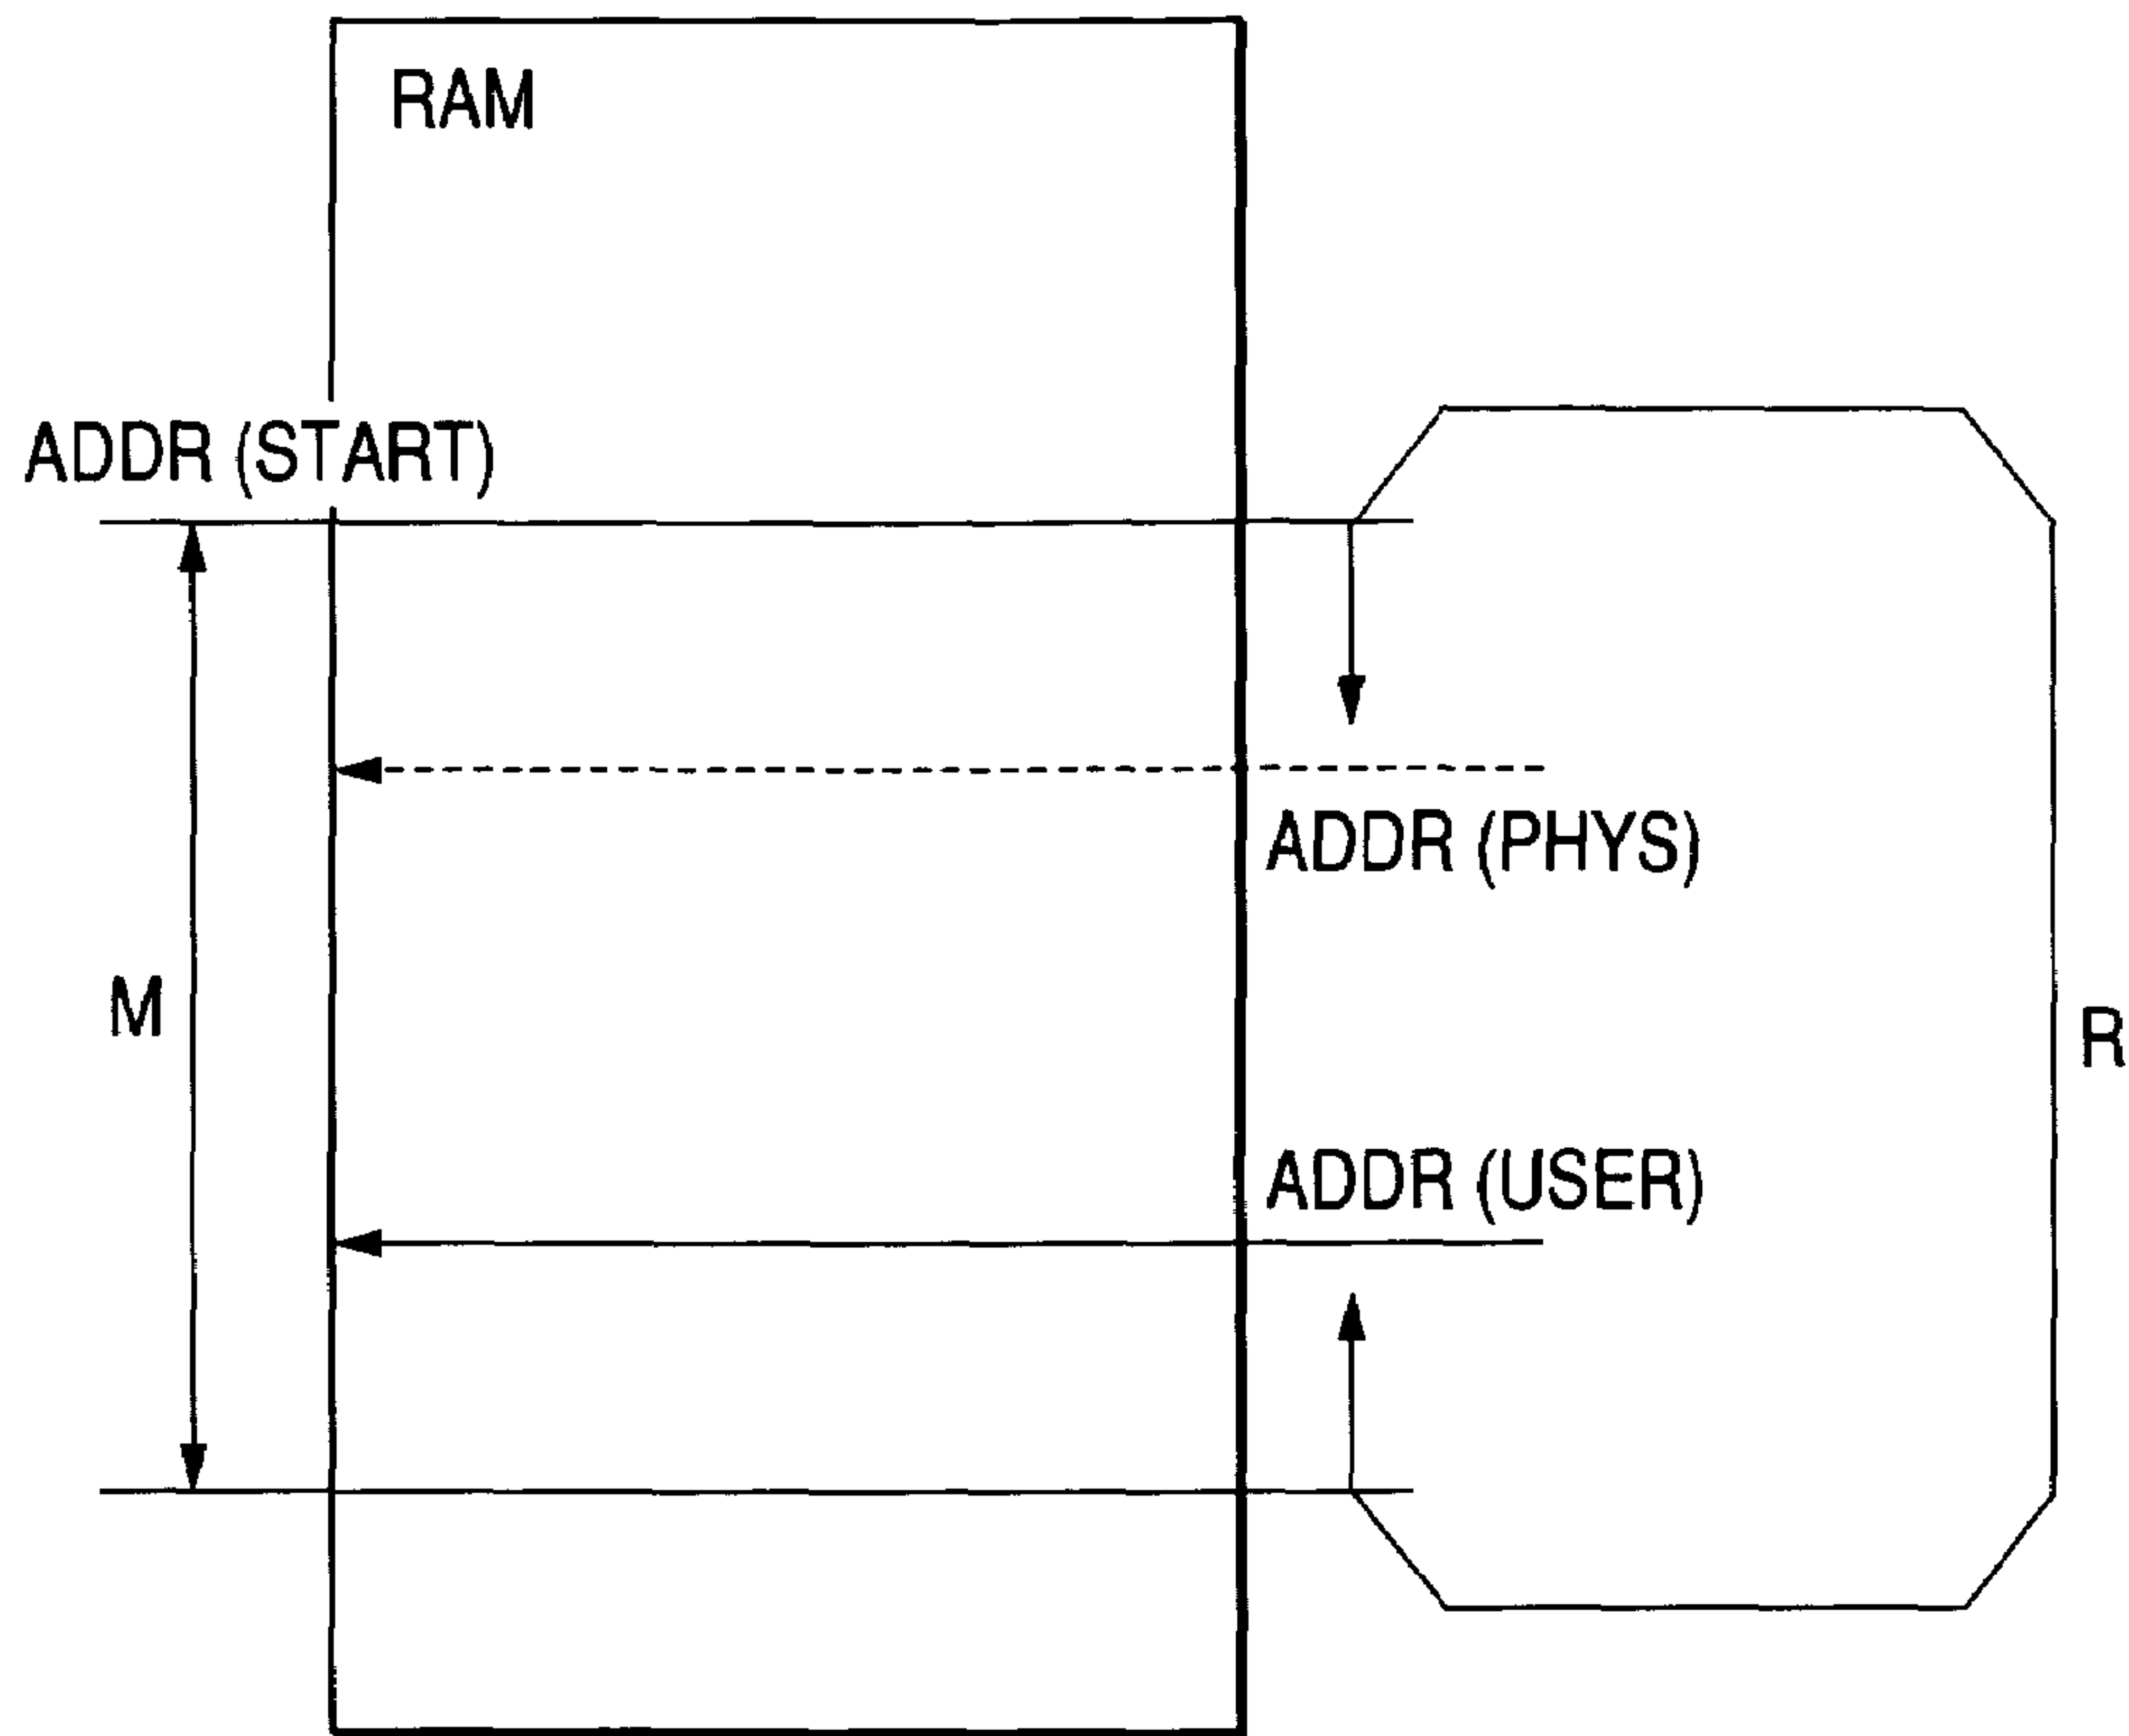 RAM
ADDR (START)
ADDR (PHYS)
M
R
ADDR (USER)